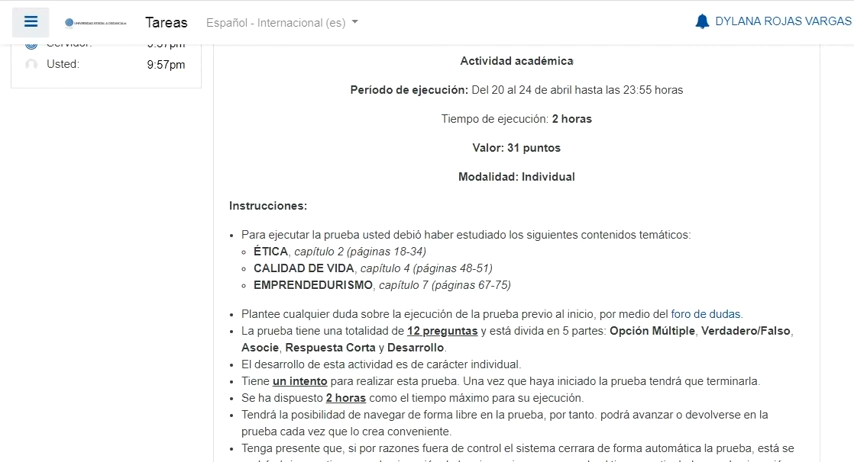 Tareas Español - Internacional (es) DYLANA ROJAS VARGAS
Servidor: 9:57pm
Usted: 9:57pm
Actividad académica
Periodo de ejecución: Del 20 al 24 de abril hasta las 23:55 horas
Tiempo de ejecución: 2 horas
Valor: 31 puntos
Modalidad: Individual
Instrucciones:
• Para ejecutar la prueba usted debió haber estudiado los siguientes contenidos temáticos:
◦ ÉTICA, capítulo 2 (páginas 18-34)
◦ CALIDAD DE VIDA, capítulo 4 (páginas 48-51)
◦ EMPRENDEDURISMO, capítulo 7 (páginas 67-75)
• Plantee cualquier duda sobre la ejecución de la prueba previo al inicio, por medio del foro de dudas.
• La prueba tiene una totalidad de 12 preguntas y está divida en 5 partes: Opción Múltiple, Verdadero/Falso,
Asocie, Respuesta Corta y Desarrollo.
• El desarrollo de esta actividad es de carácter individual.
• Tiene un intento para realizar esta prueba. Una vez que haya iniciado la prueba tendrá que terminarla.
• Se ha dispuesto 2 horas como el tiempo máximo para su ejecución.
• Tendrá la posibilidad de navegar de forma libre en la prueba, por tanto. podrá avanzar o devolverse en la
prueba cada vez que lo crea conveniente.
• Tenga presente que, si por razones fuera de control el sistema cerrara de forma automática la prueba, está se